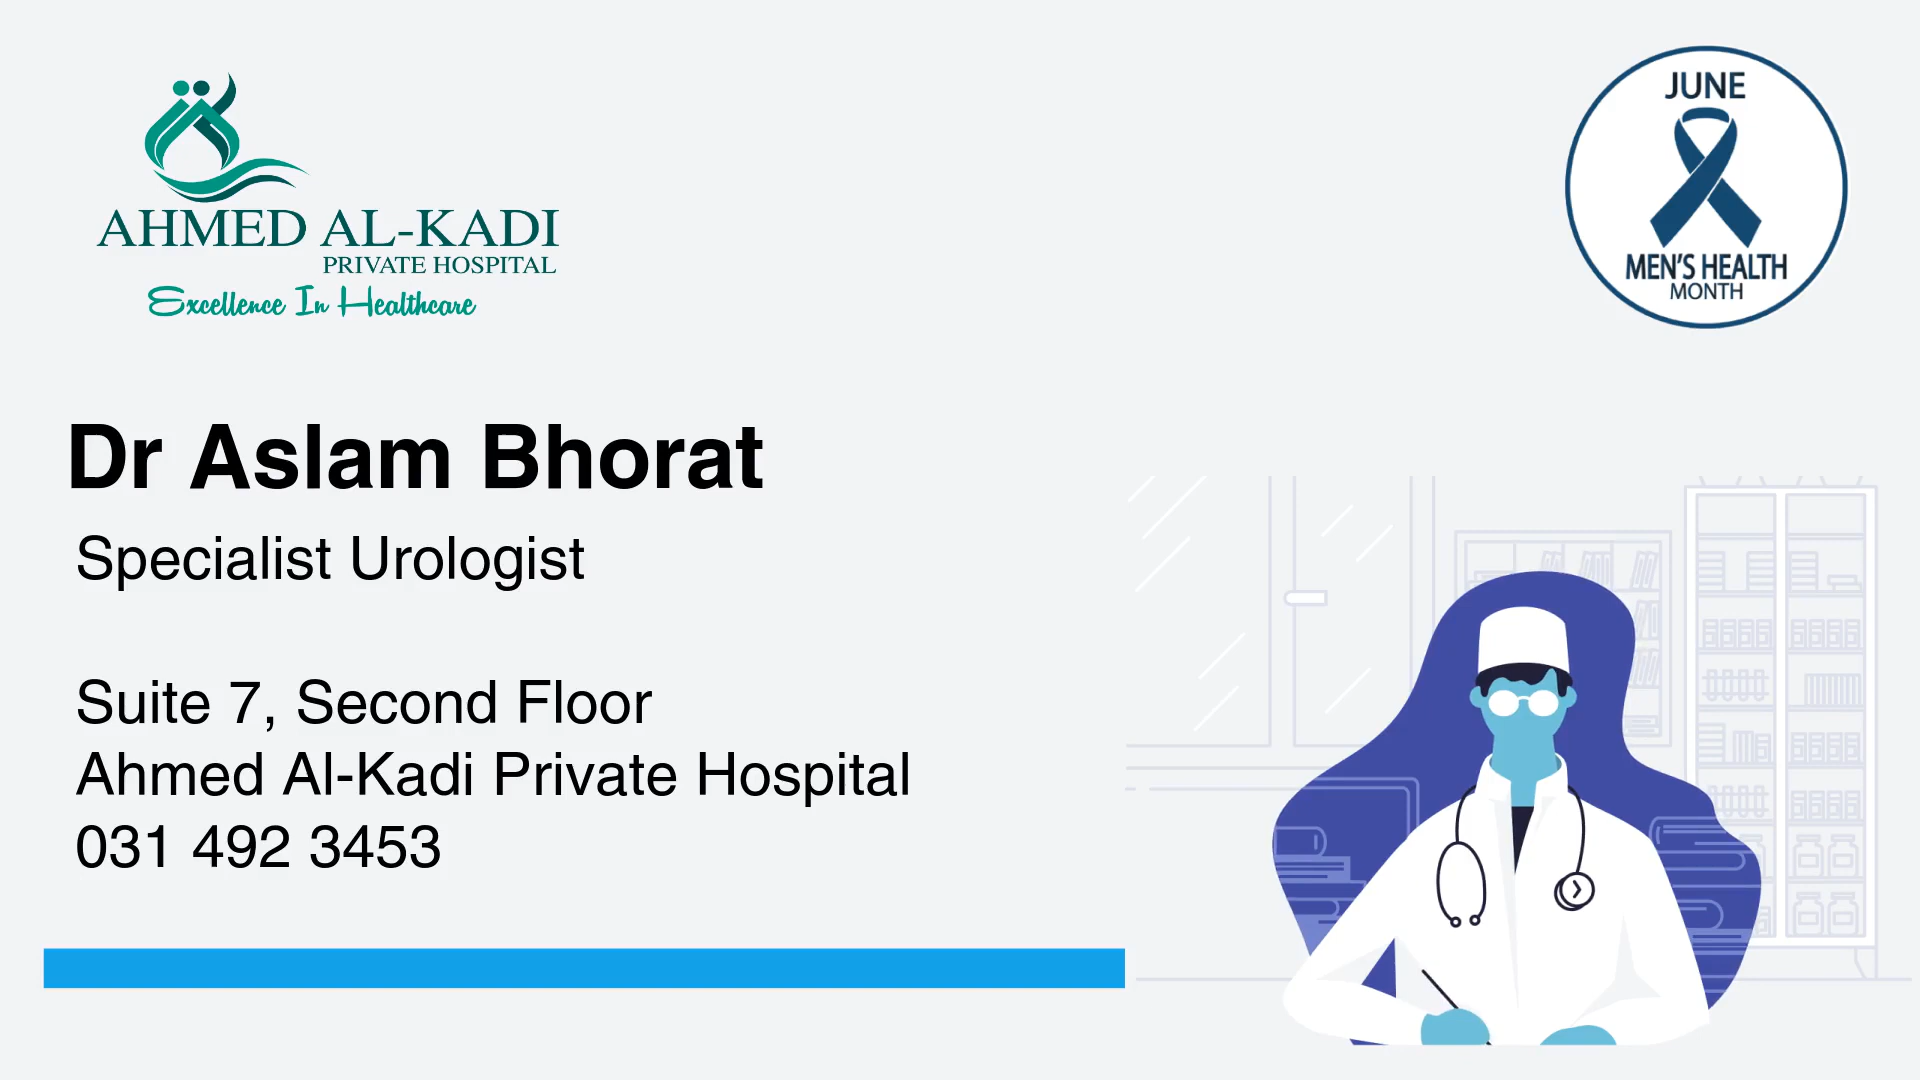 AHMED AL-KADI
PRIVATE HOSPITAL
Excellence In Healthcare
JUNE
MEN'S HEALTH
MONTH
Dr Aslam Bhorat
Specialist Urologist
Suite 7, Second Floor
Ahmed Al-Kadi Private Hospital
031 492 3453